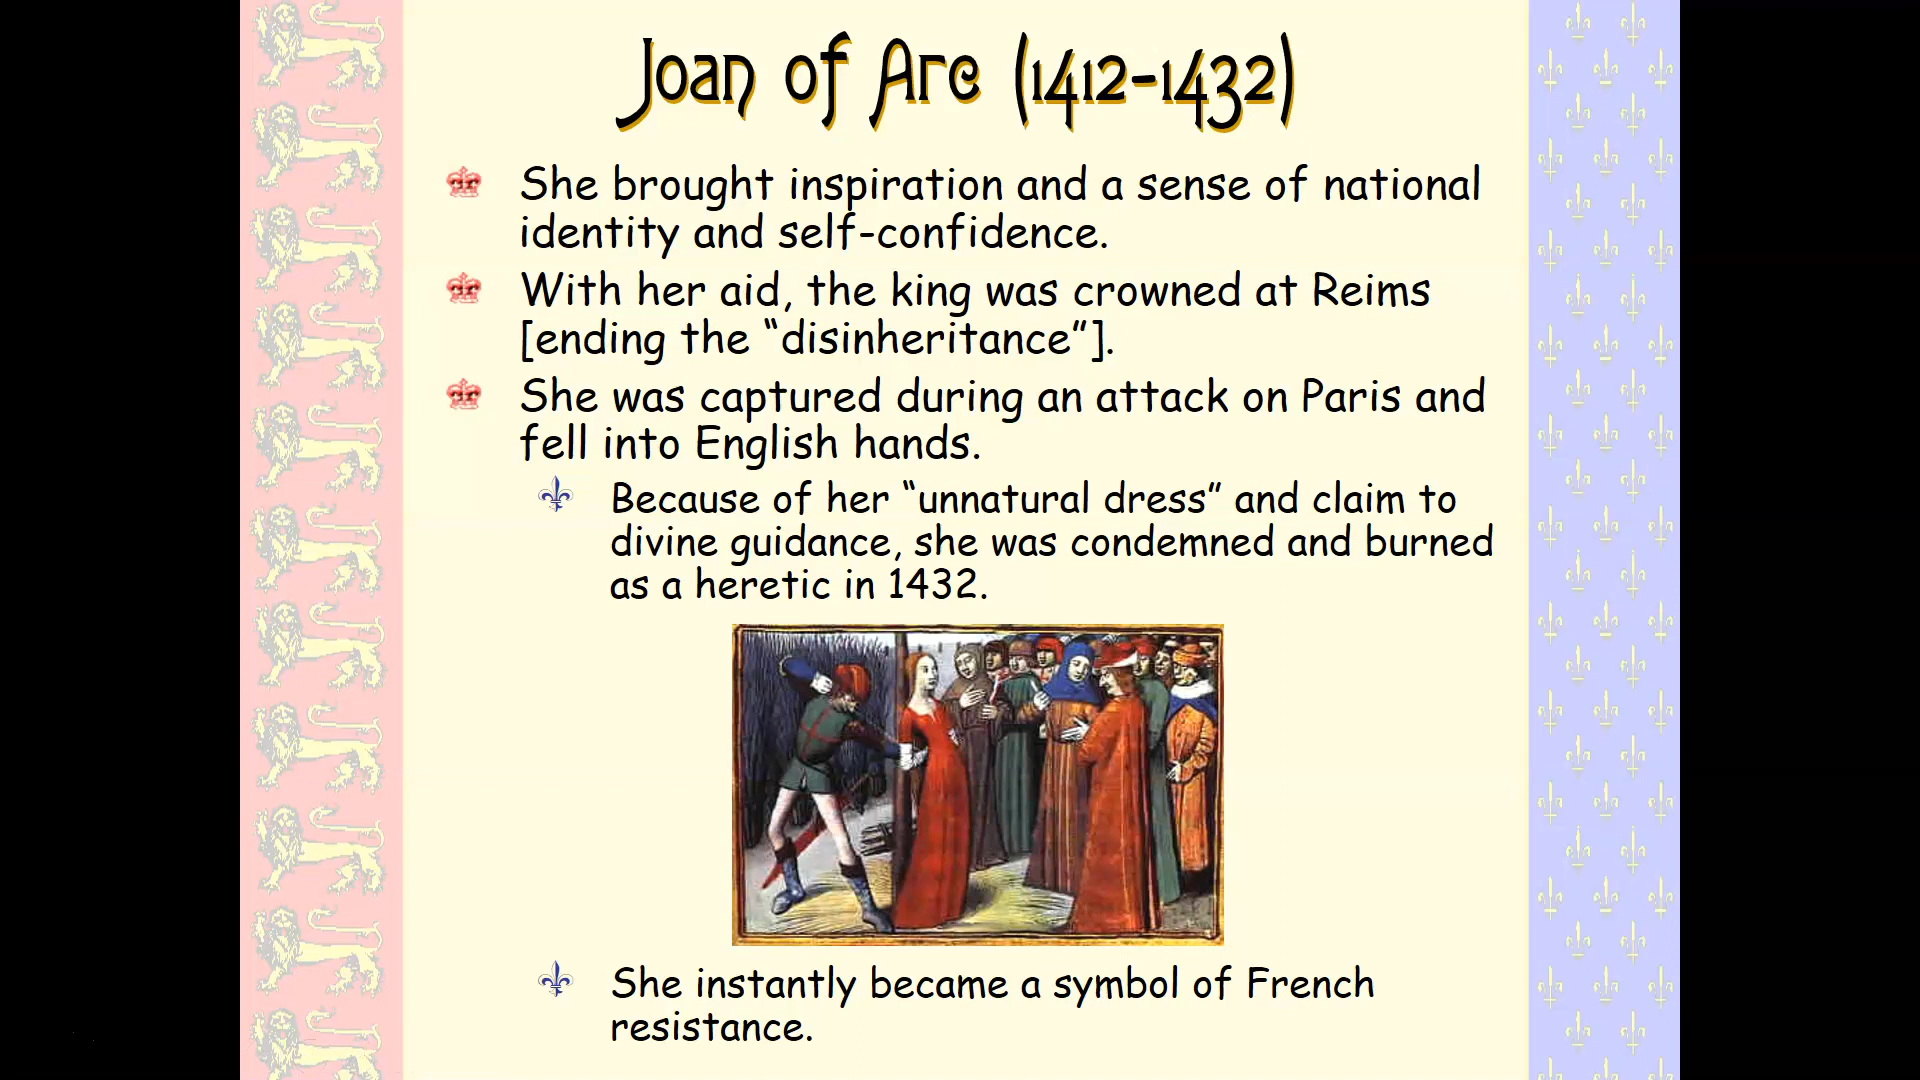 Joan of Arc (1412-1432)
She brought inspiration and a sense of national
identity and self-confidence.
With her aid, the king was crowned at Reims
[ending the “disinheritance”].
She was captured during an attack on Paris and
fell into English hands.
Because of her “unnatural dress” and claim to
divine guidance, she was condemned and burned
as a heretic in 1432.
She instantly became a symbol of French
resistance.